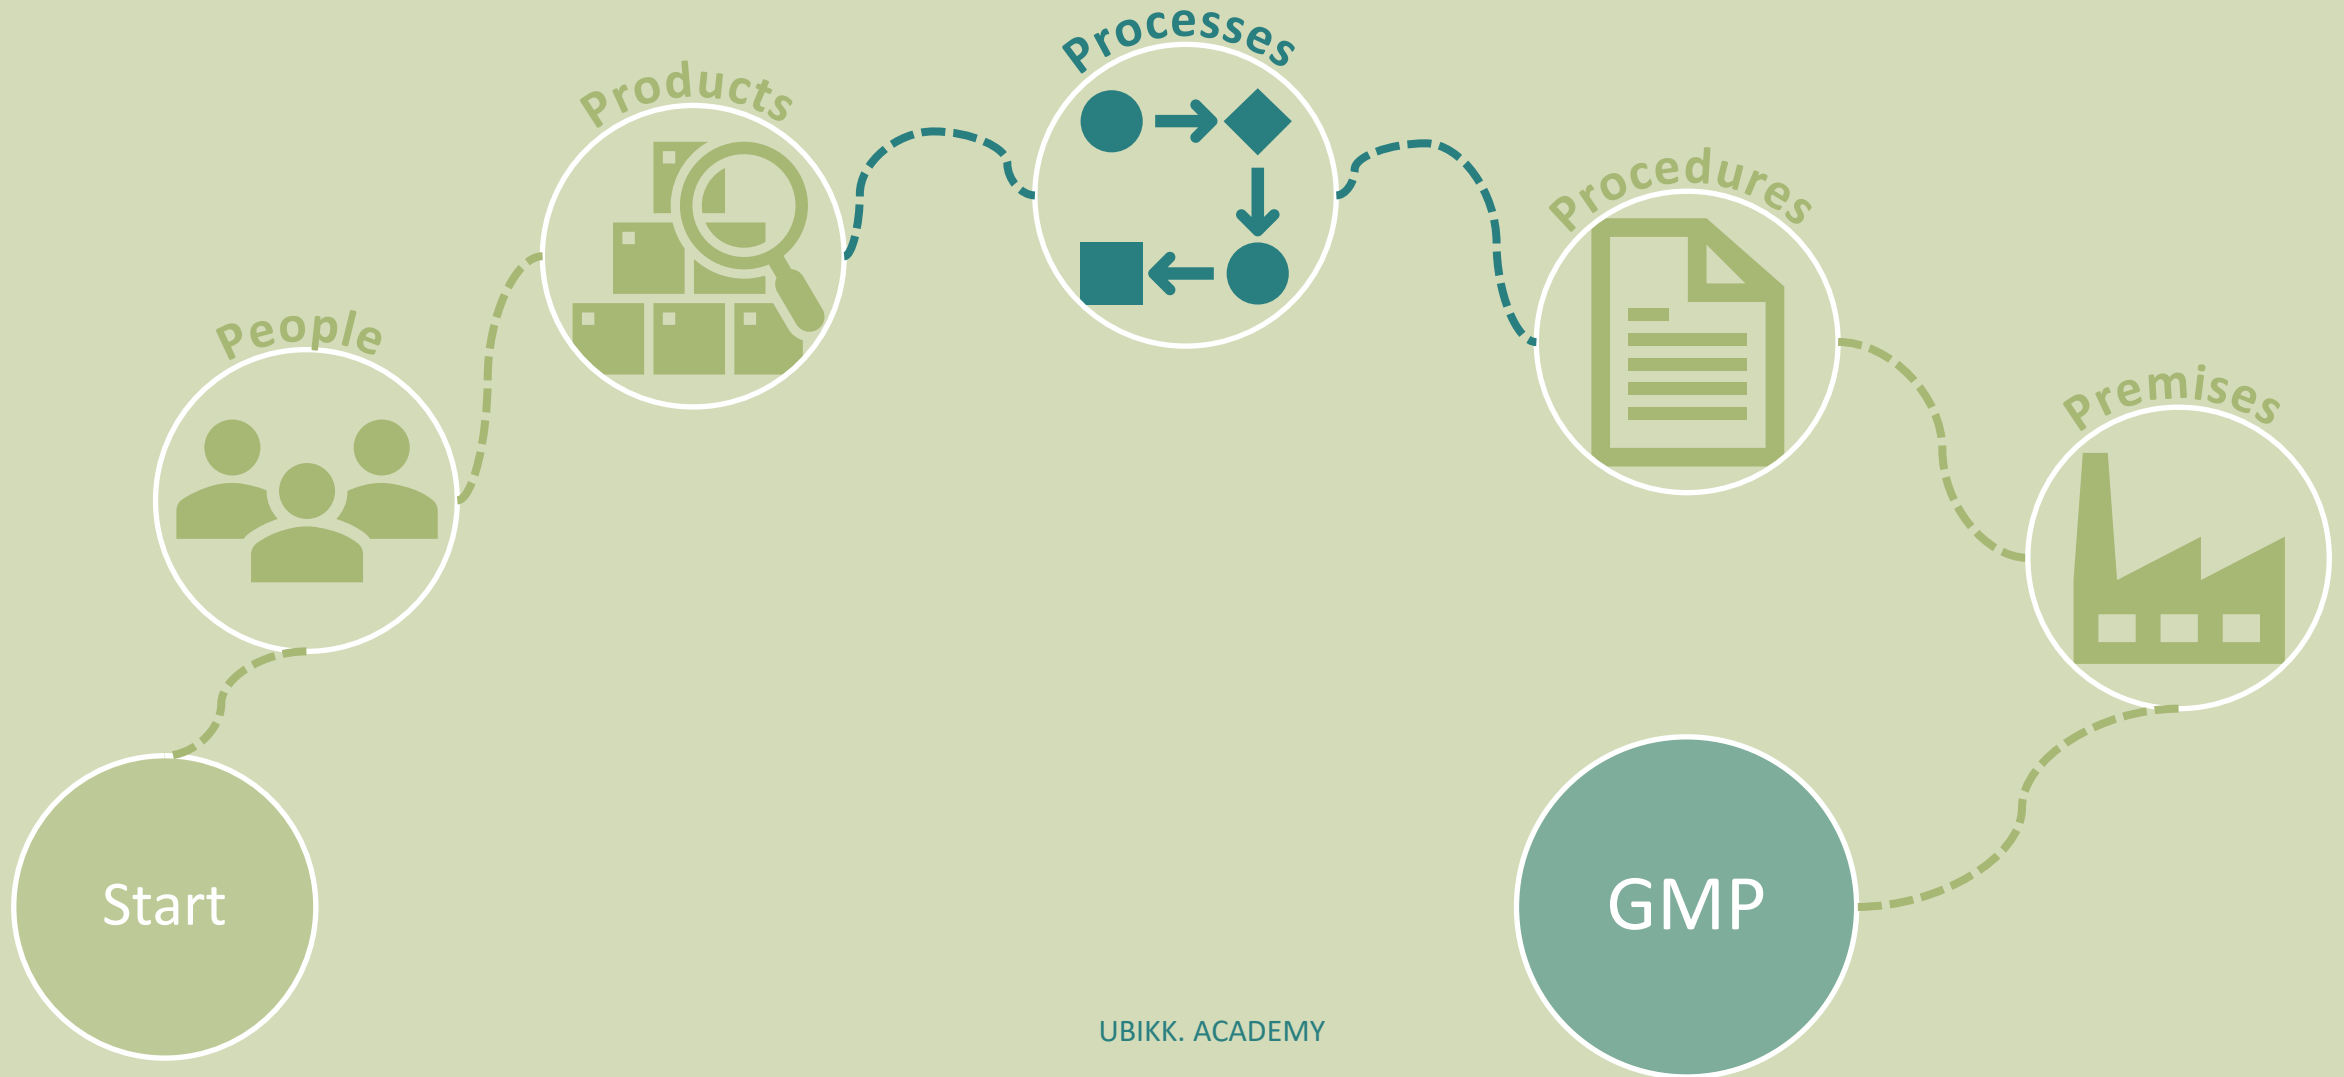 Processes
Products
Procedures
People
Premises
Start
GMP
UBIKK. ACADEMY